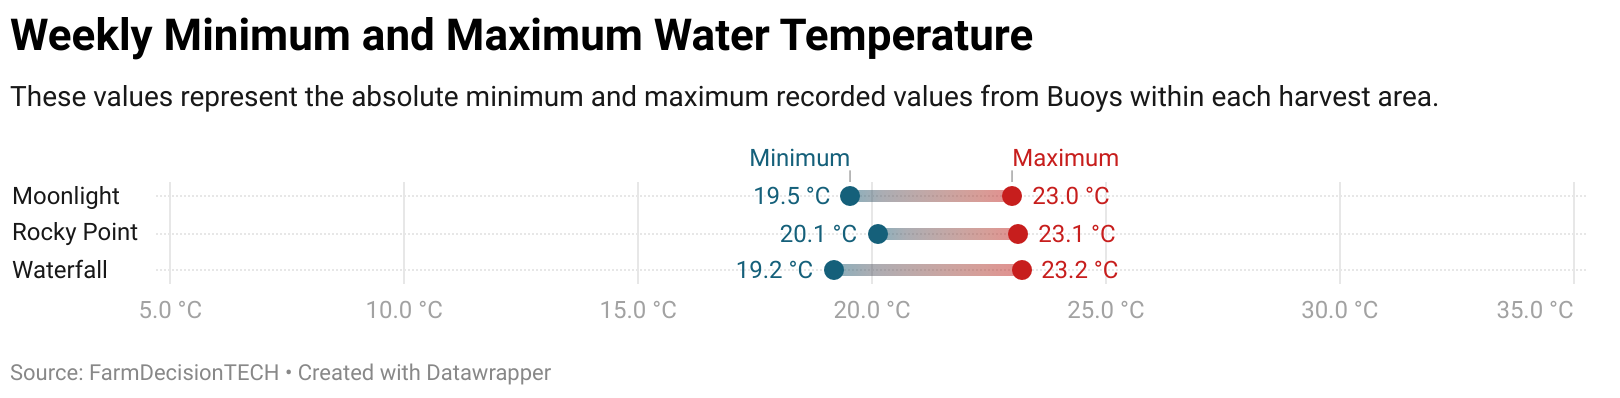 Weekly Minimum and Maximum Water Temperature
These values represent the absolute minimum and maximum recorded values from Buoys within each harvest area.
Minimum Maximum
Moonlight 19.5 °C 23.0 °C
Rocky Point 20.1 °C 23.1 °C
Waterfall 19.2 °C 23.2 °C
5.0 °C 10.0 °C 15.0 °C 20.0 °C 25.0 °C 30.0 °C 35.0 °C
Source: FarmDecisionTECH • Created with Datawrapper